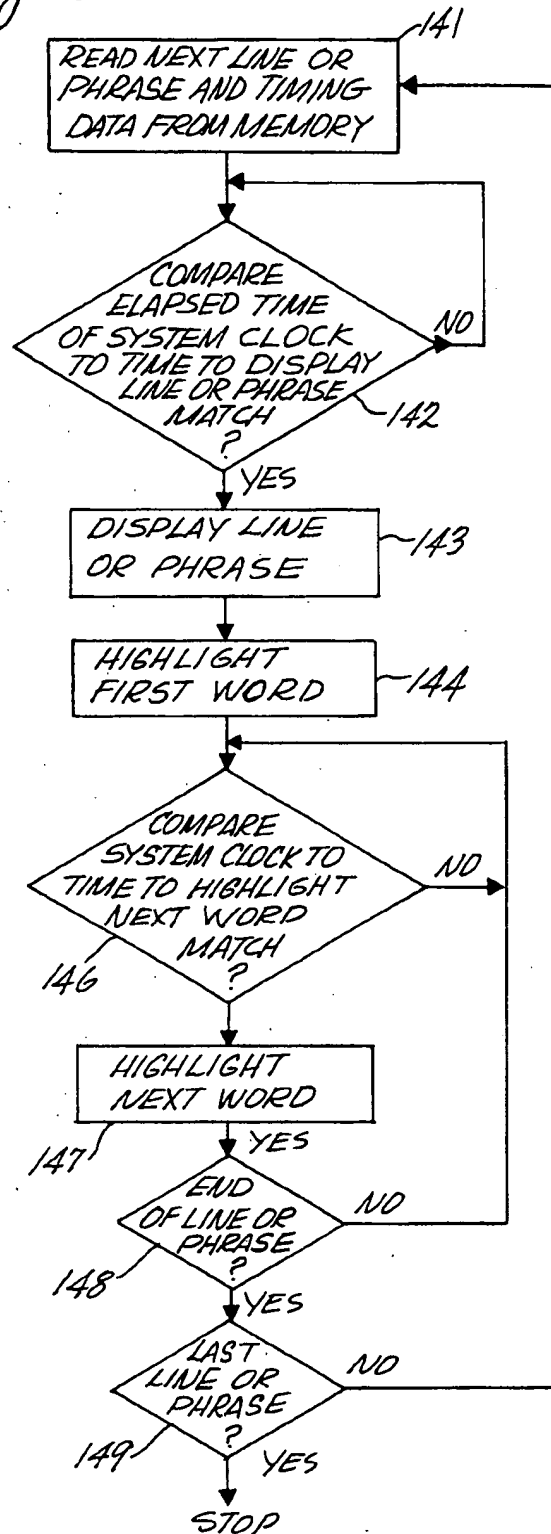 141
READ NEXT LINE OR
PHRASE AND TIMING
DATA FROM MEMORY
COMPARE
ELAPSED TIME
OF SYSTEM CLOCK
TO TIME TO DISPLAY
LINE OR PHRASE
MATCH
?
NO
142
YES
DISPLAY LINE
OR PHRASE
143
HIGHLIGHT
FIRST WORD
144
COMPARE
SYSTEM CLOCK TO
TIME TO HIGHLIGHT
NEXT WORD
MATCH
?
NO
146
HIGHLIGHT
NEXT WORD
147
YES
END
OF LINE OR
PHRASE
?
NO
148
YES
LAST
LINE OR
PHRASE
?
NO
149
YES
STOP